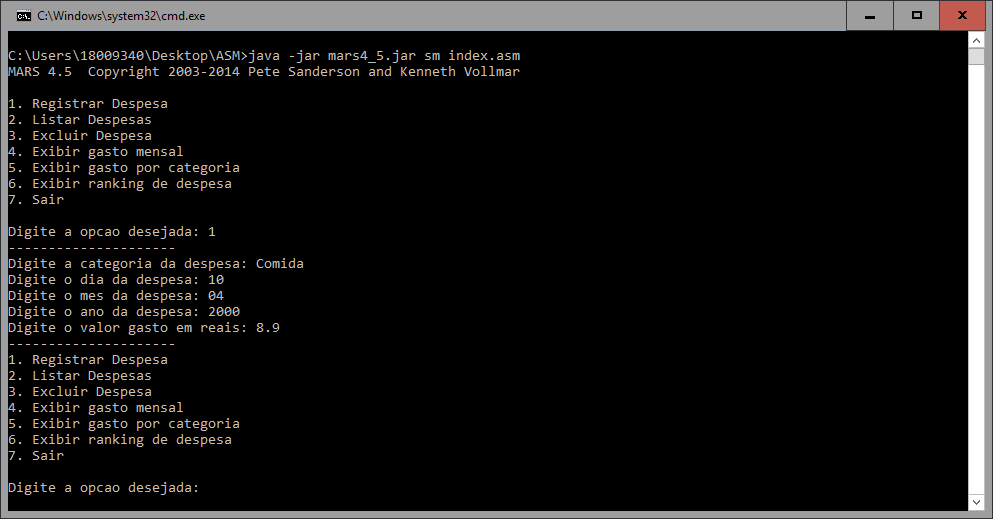 C:\Windows\system32\cmd.exe
C:\Users\18009340\Desktop\ASM>java -jar mars4_5.jar sm index.asm
MARS 4.5  Copyright 2003-2014 Pete Sanderson and Kenneth Vollmar
1. Registrar Despesa
2. Listar Despesas
3. Excluir Despesa
4. Exibir gasto mensal
5. Exibir gasto por categoria
6. Exibir ranking de despesa
7. Sair
Digite a opcao desejada: 1
---------------------
Digite a categoria da despesa: Comida
Digite o dia da despesa: 10
Digite o mes da despesa: 04
Digite o ano da despesa: 2000
Digite o valor gasto em reais: 8.9
---------------------
1. Registrar Despesa
2. Listar Despesas
3. Excluir Despesa
4. Exibir gasto mensal
5. Exibir gasto por categoria
6. Exibir ranking de despesa
7. Sair
Digite a opcao desejada: